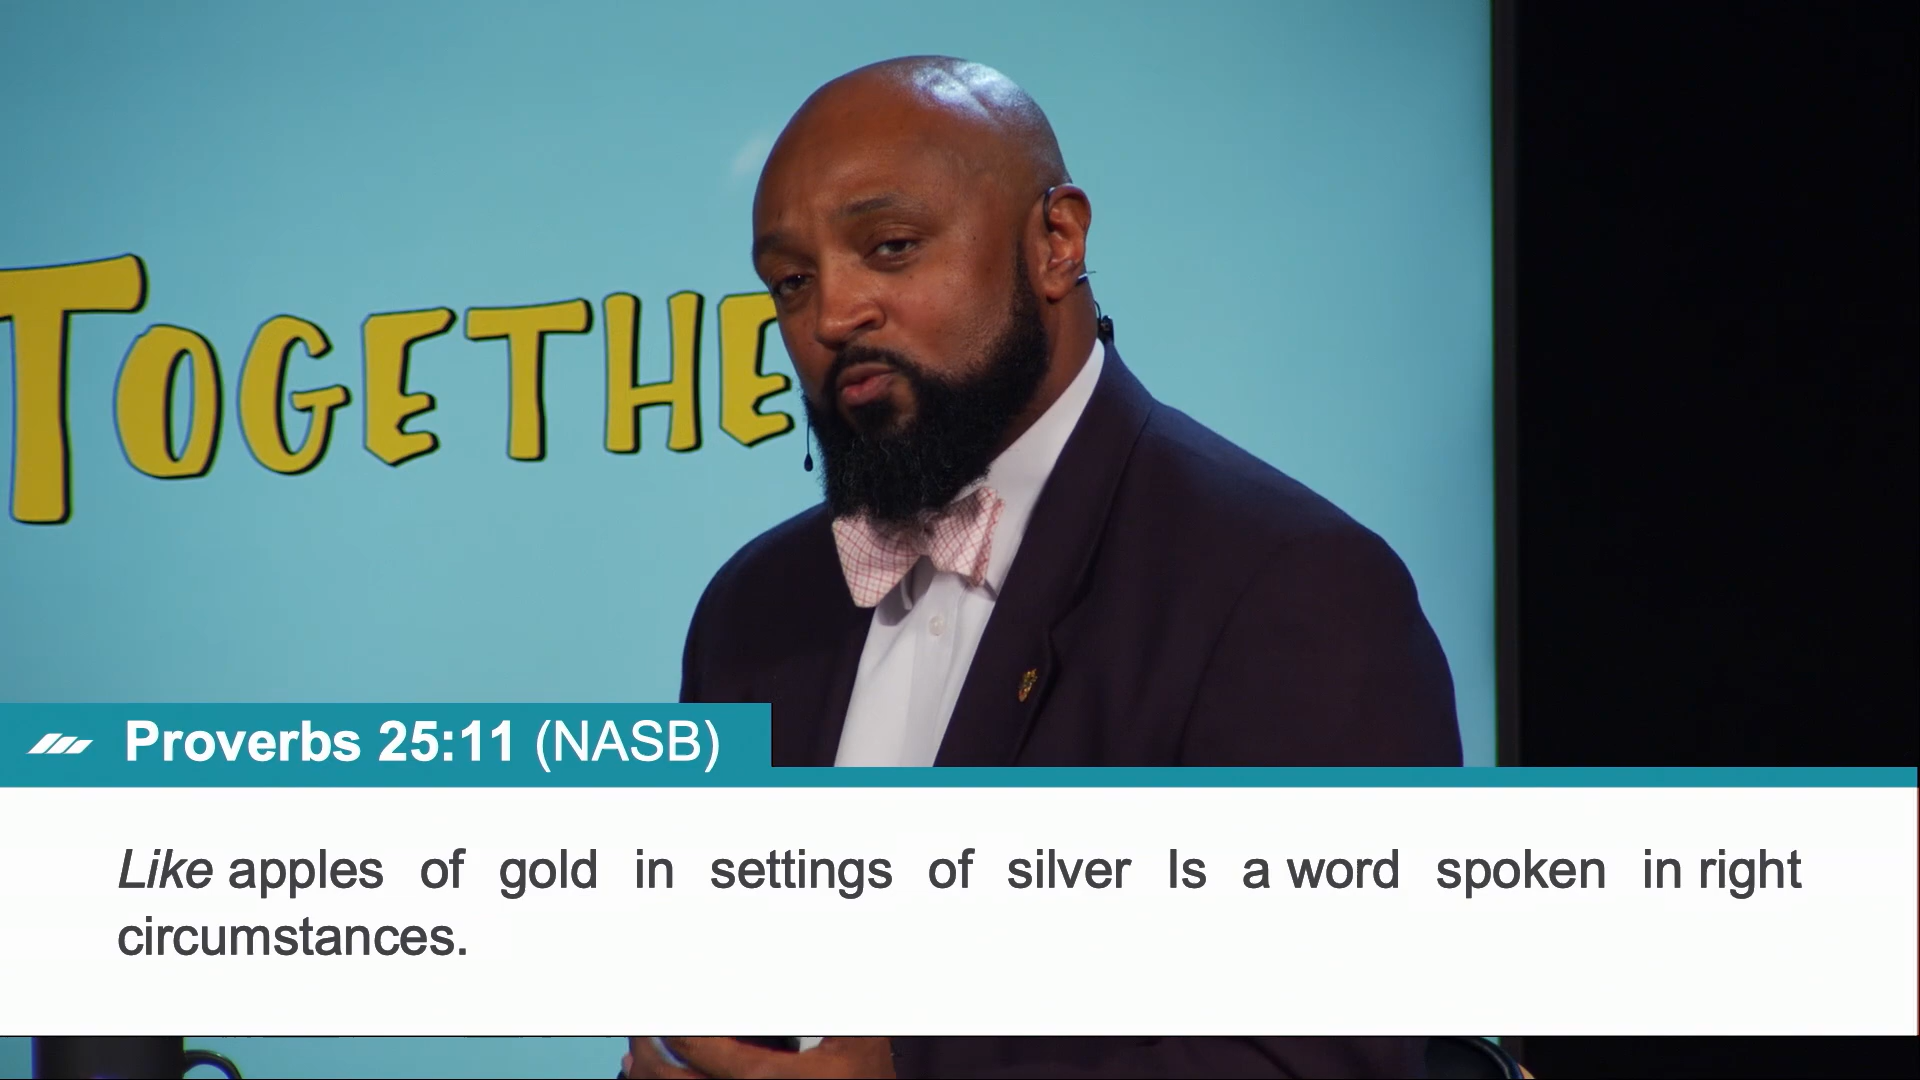 TOGETHE
Proverbs 25:11 (NASB)
Like apples of gold in settings of silver Is a word spoken in right
circumstances.